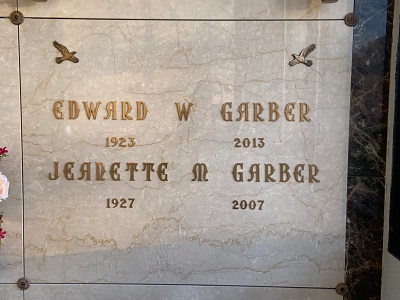 EDWARD W GARBER
1923 2013
JEANETTE M GARBER
1927 2007